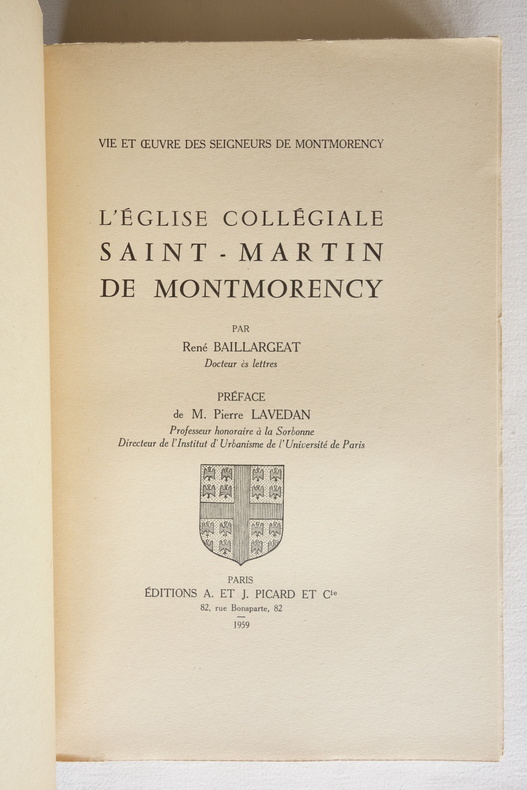 VIE ET ŒUVRE DES SEIGNEURS DE MONTMORENCY
L'ÉGLISE COLLÉGIALE
SAINT - MARTIN
DE MONTMORENCY
PAR
René BAILLARGEAT
Docteur ès lettres
PRÉFACE
de M. Pierre LAVEDAN
Professeur honoraire à la Sorbonne
Directeur de l'Institut d'Urbanisme de l'Université de Paris
PARIS
ÉDITIONS A. ET J. PICARD ET Cie
82, rue Bonaparte, 82
1959